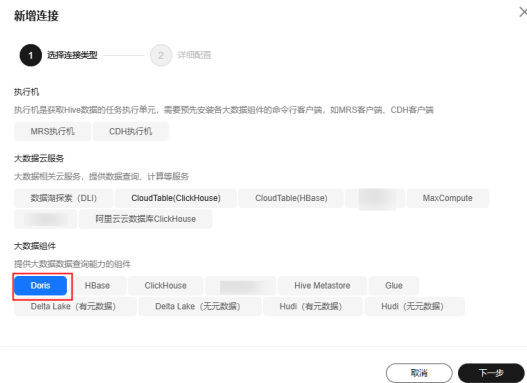 新增连接
1 选择连接类型 2 详细配置
执行机
执行机是获取Hive数据的任务执行单元，需要预先安装各大数据组件的命令行客户端，如MRS客户端、CDH客户端
MRS执行机 CDH执行机
大数据云服务
大数据相关云服务，提供数据查询、计算等服务
数据湖探索（DLI） CloudTable(ClickHouse) CloudTable(HBase) MaxCompute
阿里云云数据库ClickHouse
大数据组件
提供大数据数据查询能力的组件
Doris HBase ClickHouse Hive Metastore Glue
Delta Lake（有元数据） Delta Lake（无元数据） Hudi（有元数据） Hudi（无元数据）
取消 下一步